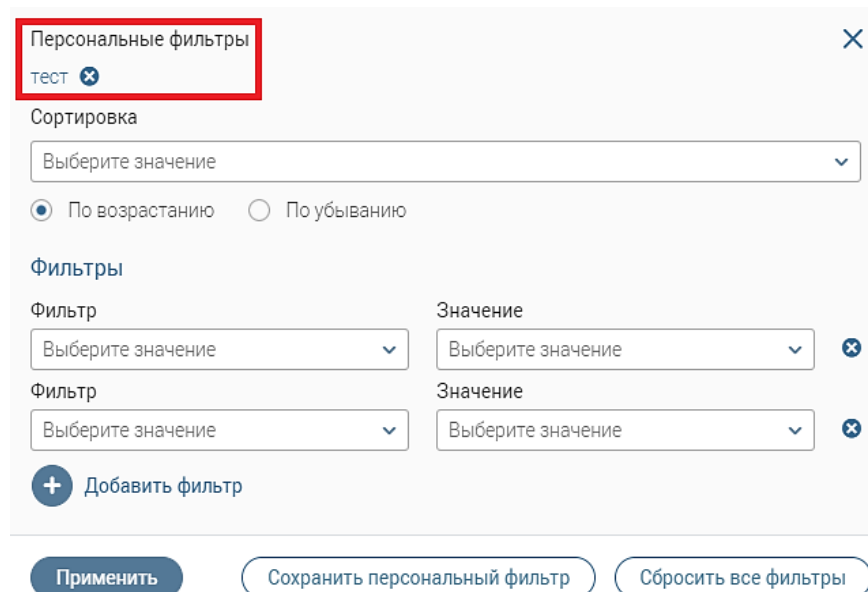 Персональные фильтры
тест
Сортировка
Выберите значение
По возрастанию По убыванию
Фильтры
Фильтр Значение
Выберите значение Выберите значение
Фильтр Значение
Выберите значение Выберите значение
Добавить фильтр
Применить Сохранить персональный фильтр Сбросить все фильтры